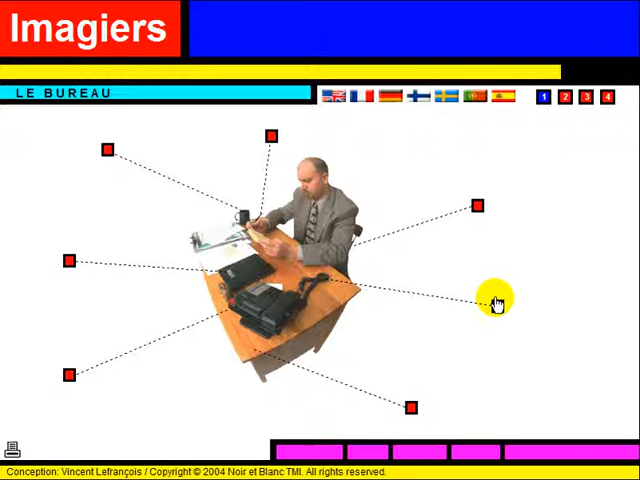 Imagiers
LE BUREAU
1 2 3 4
Conception: Vincent Lefrançois / Copyright © 2004 Noir et Blanc TMI. All rights reserved.